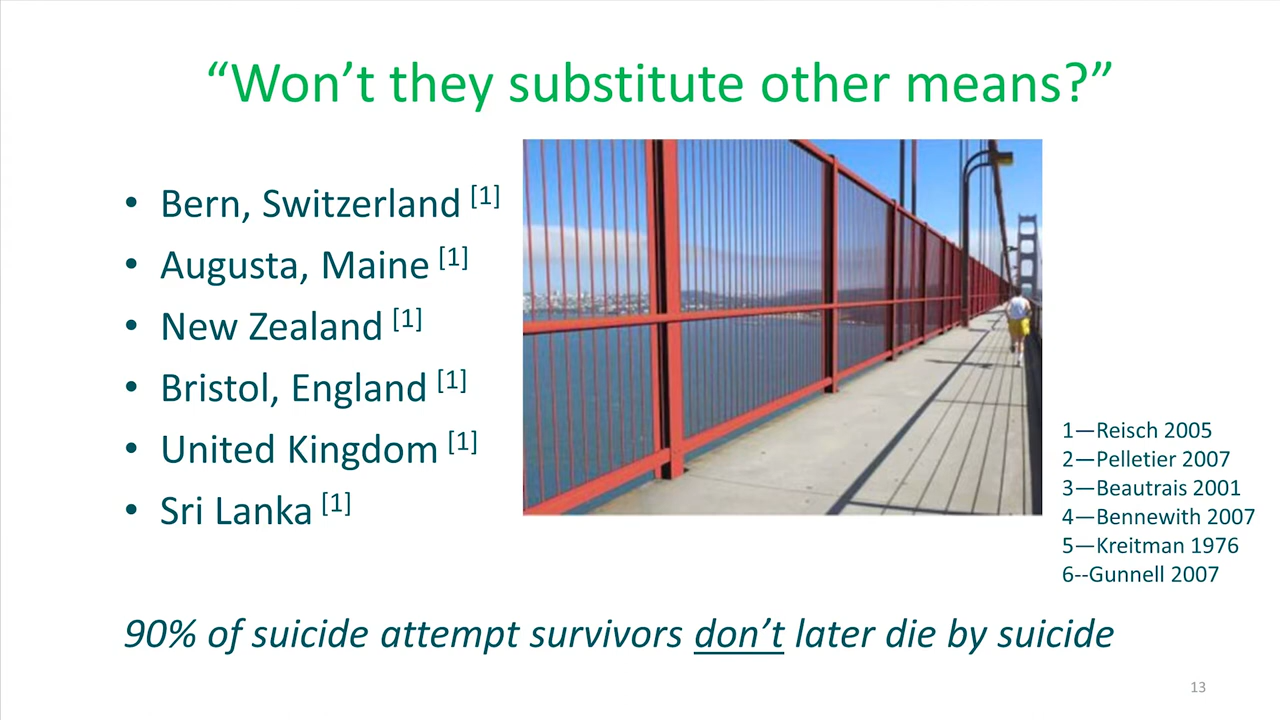 “Won’t they substitute other means?”
• Bern, Switzerland [1]
• Augusta, Maine [1]
• New Zealand [1]
• Bristol, England [1]
• United Kingdom [1]
• Sri Lanka [1]
1—Reisch 2005
2—Pelletier 2007
3—Beautrais 2001
4—Bennewith 2007
5—Kreitman 1976
6--Gunnell 2007
90% of suicide attempt survivors don’t later die by suicide
13